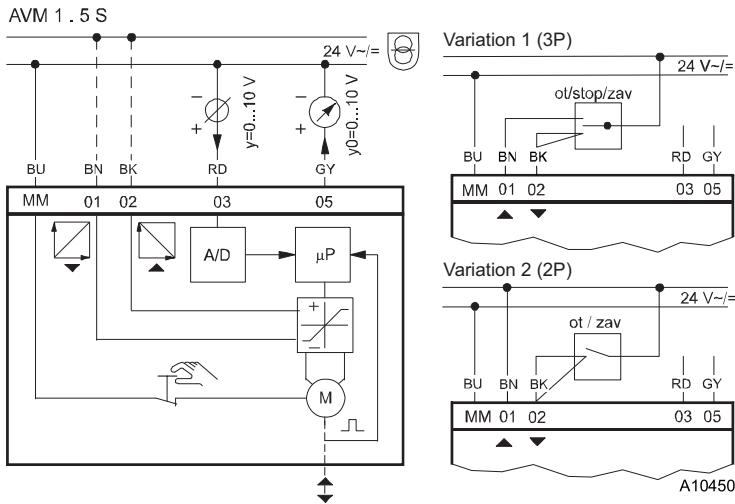 AVM 1 . 5 S
24 V~/=
y=0...10 V
y0=0...10 V
− + − +
BU BN BK RD GY
MM 01 02 03 05
A/D µP
+
−
M
Variation 1 (3P)
24 V~/=
ot/stop/zav
BU BN BK RD GY
MM 01 02 03 05
Variation 2 (2P)
24 V~/=
ot / zav
BU BN BK RD GY
MM 01 02 03 05
A10450